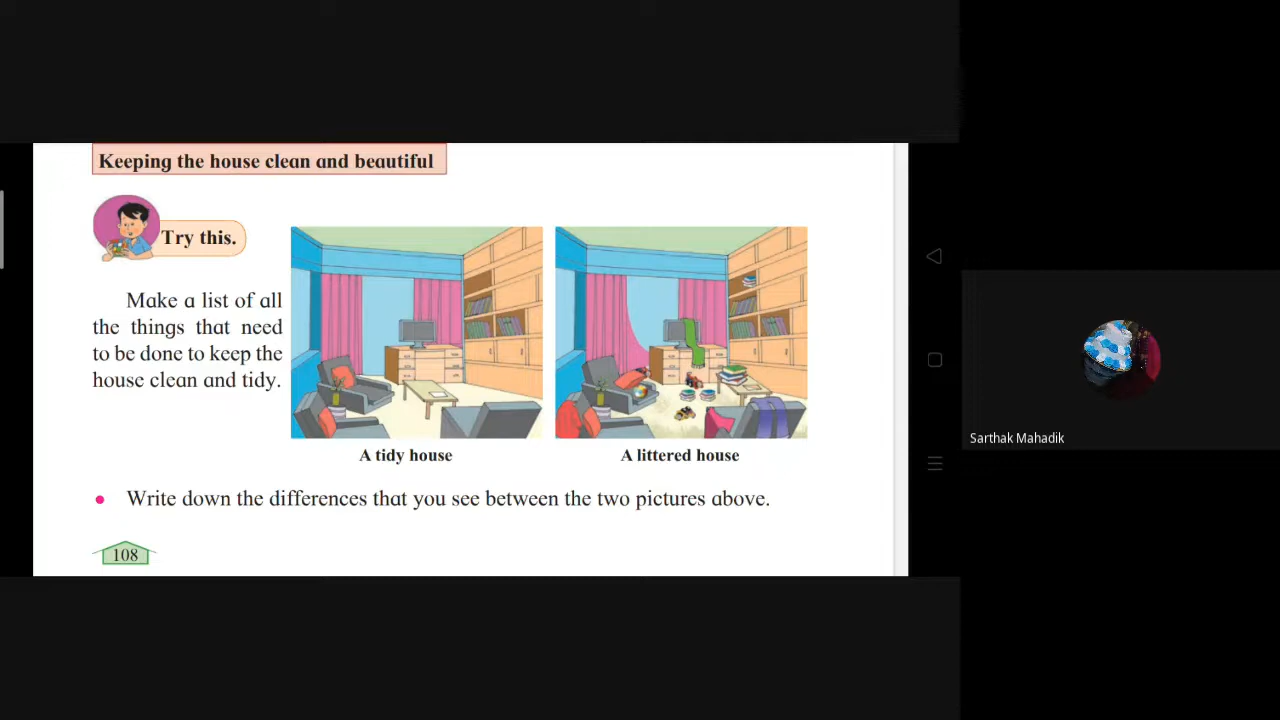 Keeping the house clean and beautiful
Try this.
Make a list of all
the things that need
to be done to keep the
house clean and tidy.
A tidy house
A littered house
• Write down the differences that you see between the two pictures above.
108
Sarthak Mahadik